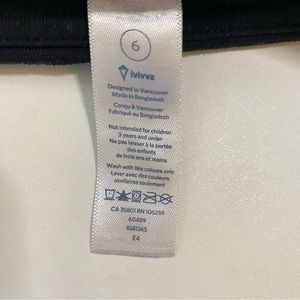 6
ivivva
Designed in Vancouver
Made in Bangladesh
Conçu à Vancouver
Fabriqué au Bangladesh
Not intended for children
3 years and under
Ne pas laisser à la portée
des enfants
de trois ans et moins
Wash with like colours only
Laver avec des couleurs
similaires seulement
CA 35801 RN 106259
60489
IG81365
E4